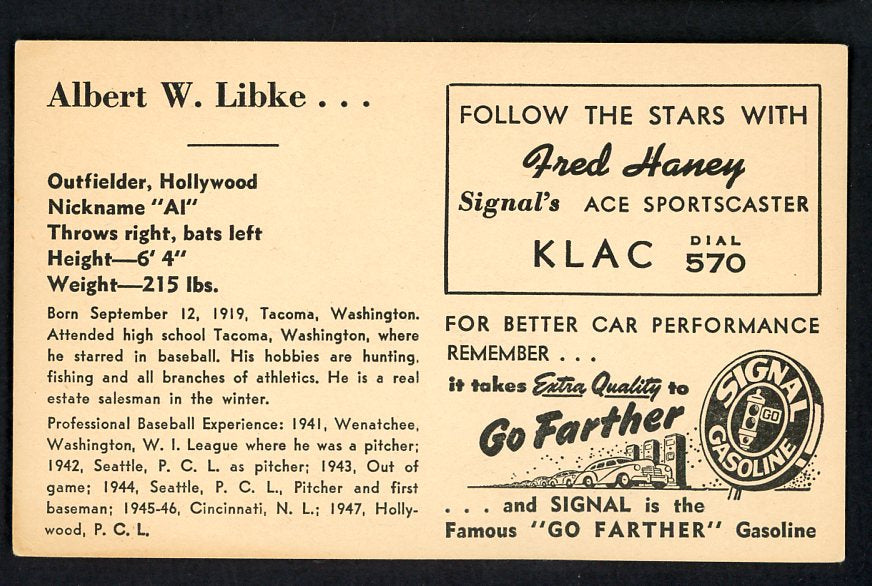 Albert W. Libke . . .
Outfielder, Hollywood
Nickname "Al"
Throws right, bats left
Height—6' 4"
Weight—215 lbs.
Born September 12, 1919, Tacoma, Washington.
Attended high school Tacoma, Washington, where
he starred in baseball. His hobbies are hunting,
fishing and all branches of athletics. He is a real
estate salesman in the winter.
Professional Baseball Experience: 1941, Wenatchee,
Washington, W. I. League where he was a pitcher;
1942, Seattle, P. C. L. as pitcher; 1943, Out of
game; 1944, Seattle, P. C. L., Pitcher and first
baseman; 1945-46, Cincinnati, N. L.; 1947, Holly-
wood, P. C. L.
FOLLOW THE STARS WITH
Fred Haney
Signal's ACE SPORTSCASTER
KLAC DIAL 570
FOR BETTER CAR PERFORMANCE
REMEMBER . . .
it takes Extra Quality to
Go Farther
SIGNAL
GO
GASOLINE
. . . and SIGNAL is the
Famous "GO FARTHER" Gasoline